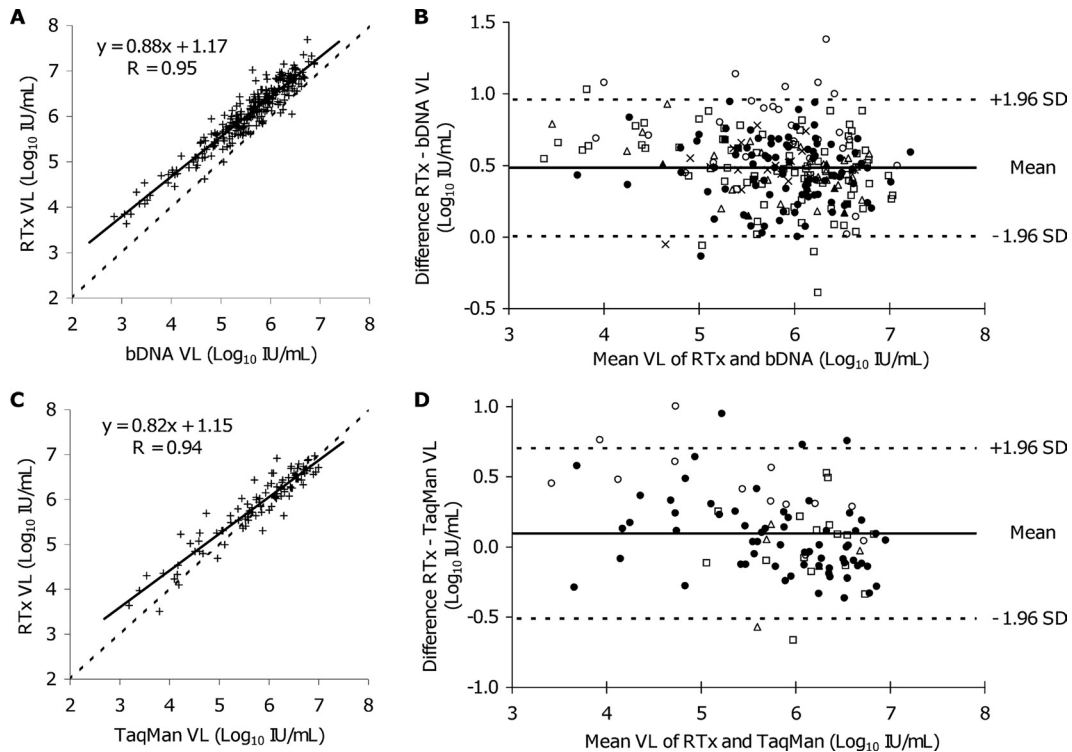 A
y = 0.88x + 1.17
R = 0.95
RTx VL (Log₁₀ IU/mL)
8
7
6
5
4
3
2
2 3 4 5 6 7 8
bDNA VL (Log₁₀ IU/mL)
B
Difference RTx - bDNA VL
(Log₁₀ IU/mL)
1.5
1.0
0.5
0.0
-0.5
+1.96 SD
Mean
- 1.96 SD
3 4 5 6 7 8
Mean VL of RTx and bDNA (Log₁₀ IU/mL)
C
y = 0.82x + 1.15
R = 0.94
RTx VL (Log₁₀ IU/mL)
8
7
6
5
4
3
2
2 3 4 5 6 7 8
TaqMan VL (Log₁₀ IU/mL)
D
Difference RTx - TaqMan VL
(Log₁₀ IU/mL)
1.0
0.5
0.0
-0.5
-1.0
+1.96 SD
Mean
- 1.96 SD
3 4 5 6 7 8
Mean VL of RTx and TaqMan (Log₁₀ IU/mL)